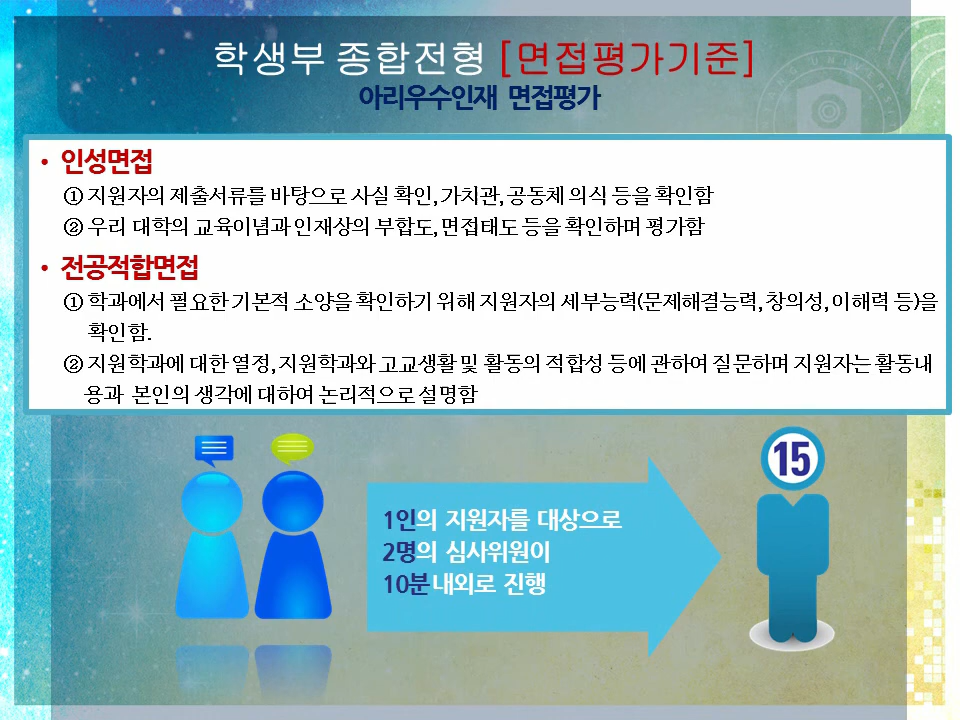 학생부 종합전형 [면접평가기준]
아리우수인재 면접평가
• 인성면접
① 지원자의 제출서류를 바탕으로 사실 확인, 가치관, 공동체 의식 등을 확인함
② 우리 대학의 교육이념과 인재상의 부합도, 면접태도 등을 확인하며 평가함
• 전공적합면접
① 학과에서 필요한 기본적 소양을 확인하기 위해 지원자의 세부능력(문제해결능력, 창의성, 이해력 등)을
확인함.
② 지원학과에 대한 열정, 지원학과와 고교생활 및 활동의 적합성 등에 관하여 질문하며 지원자는 활동내
용과 본인의 생각에 대하여 논리적으로 설명함
15
1인의 지원자를 대상으로
2명의 심사위원이
10분내외로 진행